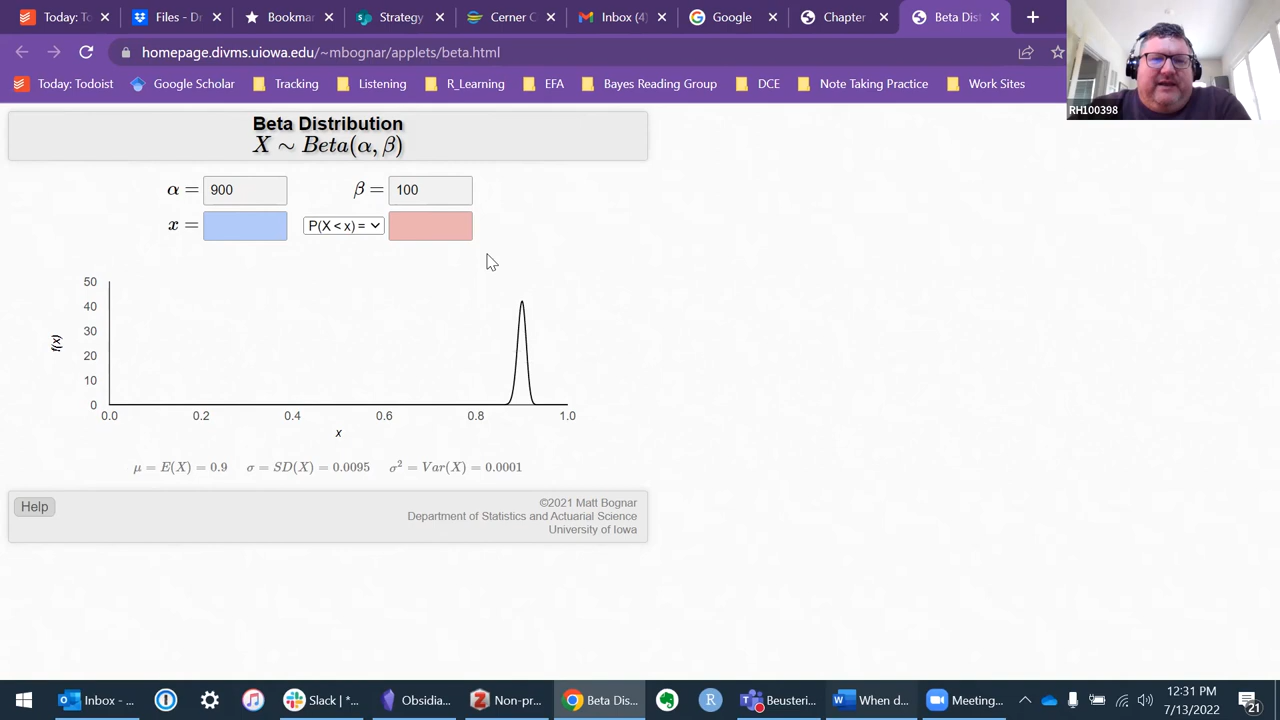 Today: To
Files - Dr
Bookmar
Strategy
Cerner C
Inbox (4)
Google
Chapter
Beta Dist
homepage.divms.uiowa.edu/~mbognar/applets/beta.html
Today: Todoist
Google Scholar
Tracking
Listening
R_Learning
EFA
Bayes Reading Group
DCE
Note Taking Practice
Work Sites
RH100398
Beta Distribution
X ∼ Beta(α, β)
α = 900
β = 100
x =
P(X < x) =
50
40
30
20
10
0
f(x)
0.0 0.2 0.4 0.6 0.8 1.0
x
μ = E(X) = 0.9 σ = SD(X) = 0.0095 σ² = Var(X) = 0.0001
Help
©2021 Matt Bognar
Department of Statistics and Actuarial Science
University of Iowa
Inbox - ...
Slack | *...
Obsidia...
Non-pr...
Beta Dis...
Beusteri...
When d...
Meeting...
12:31 PM
7/13/2022
21